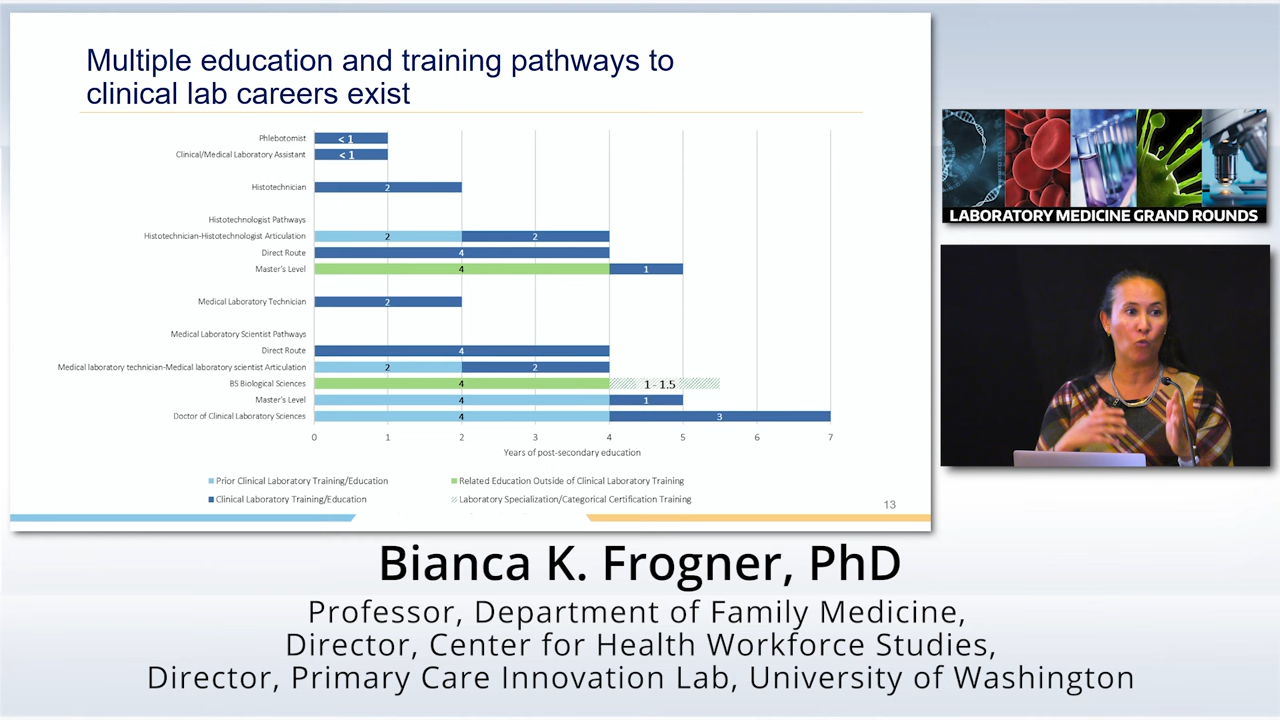 Multiple education and training pathways to
clinical lab careers exist
Phlebotomist
< 1
Clinical/Medical Laboratory Assistant
< 1
Histotechnician
2
Histotechnologist Pathways
Histotechnician-Histotechnologist Articulation
2 2
Direct Route
4
Master's Level
4 1
Medical Laboratory Technician
2
Medical Laboratory Scientist Pathways
Direct Route
4
Medical laboratory technician-Medical laboratory scientist Articulation
2 2
BS Biological Sciences
4 1 - 1.5
Master's Level
4 1
Doctor of Clinical Laboratory Sciences
4 3
0 1 2 3 4 5 6 7
Years of post-secondary education
Prior Clinical Laboratory Training/Education
Related Education Outside of Clinical Laboratory Training
Clinical Laboratory Training/Education
Laboratory Specialization/Categorical Certification Training
13
LABORATORY MEDICINE GRAND ROUNDS
Bianca K. Frogner, PhD
Professor, Department of Family Medicine,
Director, Center for Health Workforce Studies,
Director, Primary Care Innovation Lab, University of Washington